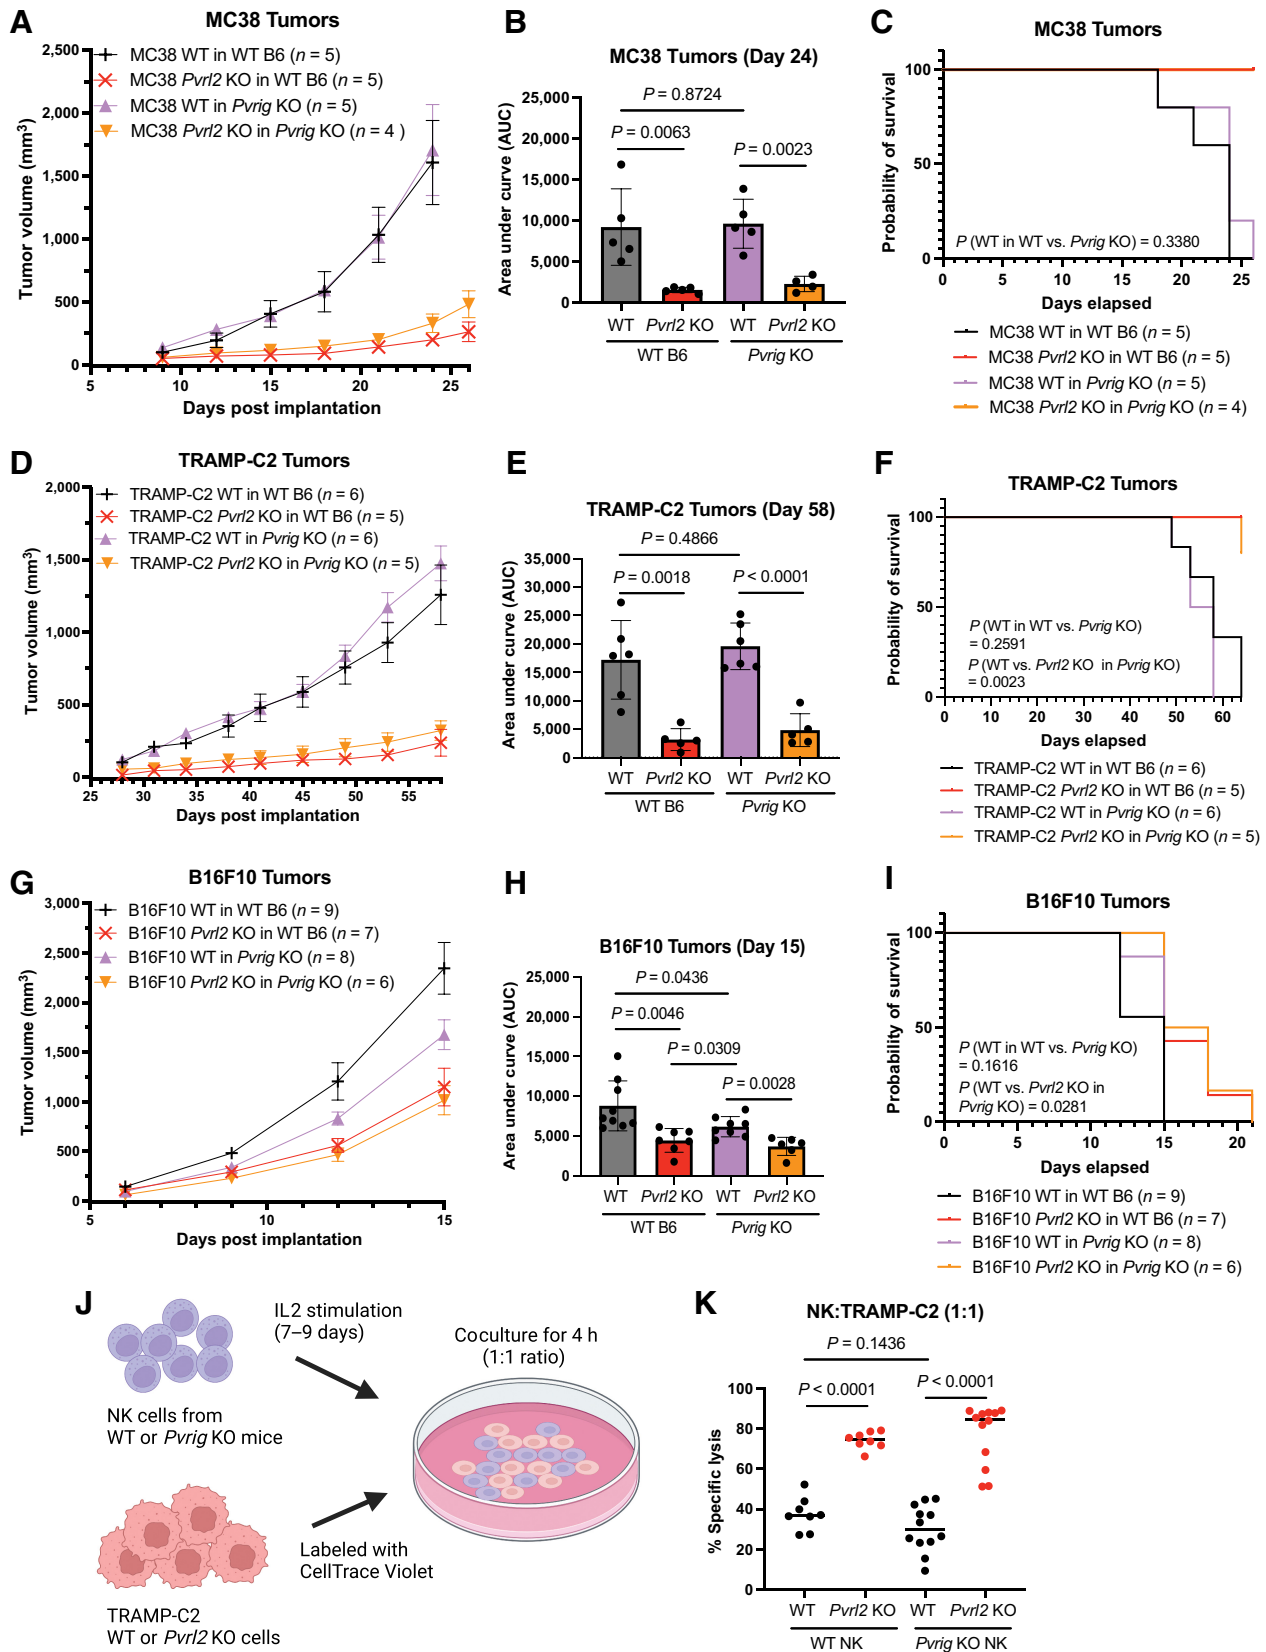 A
MC38 Tumors
Tumor volume (mm³)
2,500
2,000
1,500
1,000
500
0
MC38 WT in WT B6 (n = 5)
MC38 Pvrl2 KO in WT B6 (n = 5)
MC38 WT in Pvrig KO (n = 5)
MC38 Pvrl2 KO in Pvrig KO (n = 4 )
5 10 15 20 25
Days post implantation
B
MC38 Tumors (Day 24)
Area under curve (AUC)
25,000
20,000
15,000
10,000
5,000
0
P = 0.8724
P = 0.0063
P = 0.0023
WT Pvrl2 KO WT Pvrl2 KO
WT B6 Pvrig KO
C
MC38 Tumors
Probability of survival
100
50
0
P (WT in WT vs. Pvrig KO) = 0.3380
0 5 10 15 20 25
Days elapsed
MC38 WT in WT B6 (n = 5)
MC38 Pvrl2 KO in WT B6 (n = 5)
MC38 WT in Pvrig KO (n = 5)
MC38 Pvrl2 KO in Pvrig KO (n = 4)
D
TRAMP-C2 Tumors
Tumor volume (mm³)
2,000
1,500
1,000
500
0
TRAMP-C2 WT in WT B6 (n = 6)
TRAMP-C2 Pvrl2 KO in WT B6 (n = 5)
TRAMP-C2 WT in Pvrig KO (n = 6)
TRAMP-C2 Pvrl2 KO in Pvrig KO (n = 5)
25 30 35 40 45 50 55
Days post implantation
E
TRAMP-C2 Tumors (Day 58)
Area under curve (AUC)
35,000
30,000
25,000
20,000
15,000
10,000
5,000
0
P = 0.4866
P = 0.0018
P < 0.0001
WT Pvrl2 KO WT Pvrl2 KO
WT B6 Pvrig KO
F
TRAMP-C2 Tumors
Probability of survival
100
50
0
P (WT in WT vs. Pvrig KO)
= 0.2591
P (WT vs. Pvrl2 KO in Pvrig KO)
= 0.0023
0 10 20 30 40 50 60
Days elapsed
TRAMP-C2 WT in WT B6 (n = 6)
TRAMP-C2 Pvrl2 KO in WT B6 (n = 5)
TRAMP-C2 WT in Pvrig KO (n = 6)
TRAMP-C2 Pvrl2 KO in Pvrig KO (n = 5)
G
B16F10 Tumors
Tumor volume (mm³)
3,000
2,500
2,000
1,500
1,000
500
0
B16F10 WT in WT B6 (n = 9)
B16F10 Pvrl2 KO in WT B6 (n = 7)
B16F10 WT in Pvrig KO (n = 8)
B16F10 Pvrl2 KO in Pvrig KO (n = 6)
5 10 15
Days post implantation
H
B16F10 Tumors (Day 15)
Area under curve (AUC)
25,000
20,000
15,000
10,000
5,000
0
P = 0.0436
P = 0.0046
P = 0.0309
P = 0.0028
WT Pvrl2 KO WT Pvrl2 KO
WT B6 Pvrig KO
I
B16F10 Tumors
Probability of survival
100
50
0
P (WT in WT vs. Pvrig KO)
= 0.1616
P (WT vs. Pvrl2 KO in
Pvrig KO) = 0.0281
0 5 10 15 20
Days elapsed
B16F10 WT in WT B6 (n = 9)
B16F10 Pvrl2 KO in WT B6 (n = 7)
B16F10 WT in Pvrig KO (n = 8)
B16F10 Pvrl2 KO in Pvrig KO (n = 6)
J
NK cells from
WT or Pvrig KO mice
IL2 stimulation
(7–9 days)
Coculture for 4 h
(1:1 ratio)
Labeled with
CellTrace Violet
TRAMP-C2
WT or Pvrl2 KO cells
K
NK:TRAMP-C2 (1:1)
% Specific lysis
100
80
60
40
20
0
P = 0.1436
P < 0.0001
P < 0.0001
WT Pvrl2 KO WT Pvrl2 KO
WT NK Pvrig KO NK